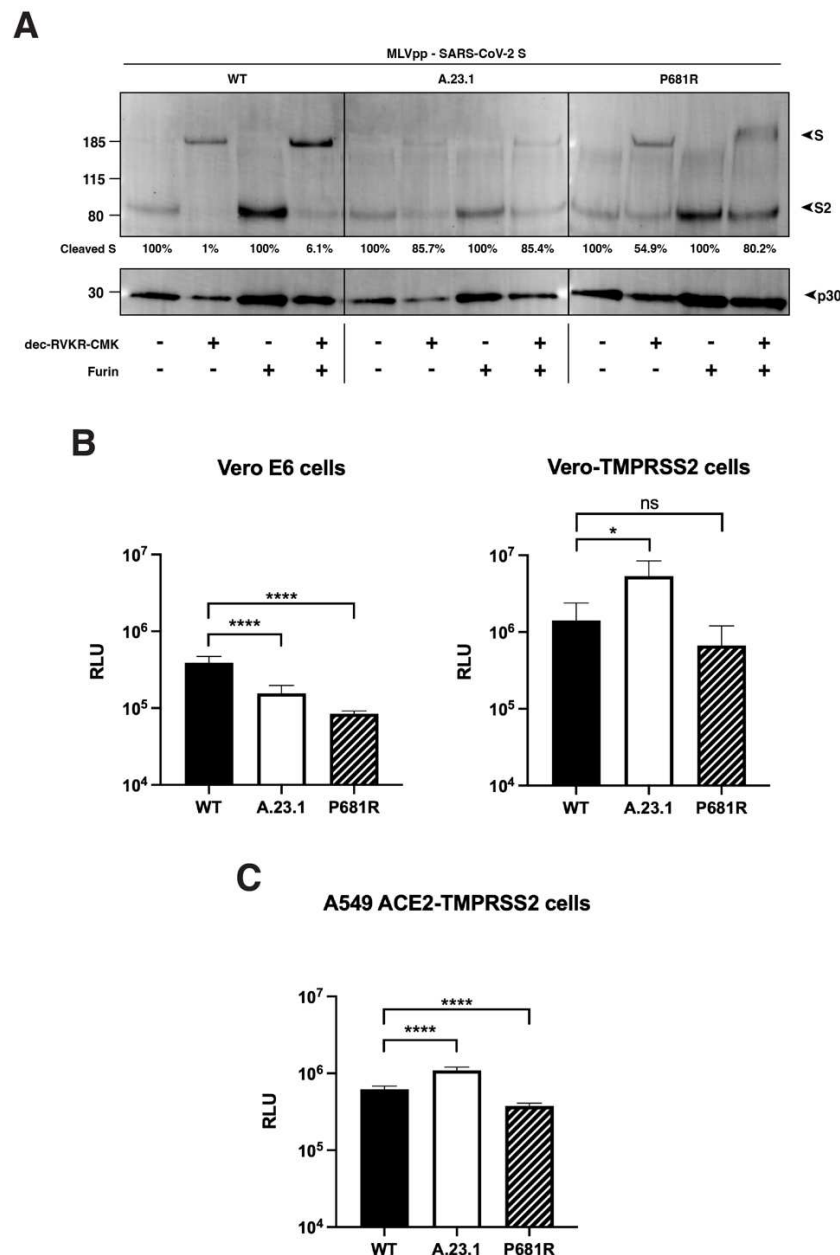 A
MLVpp - SARS-CoV-2 S
WT A.23.1 P681R
185 S
115
80 S2
Cleaved S 100% 1% 100% 6.1% 100% 85.7% 100% 85.4% 100% 54.9% 100% 80.2%
30 p30
dec-RVKR-CMK - + - + - + - + - + - +
Furin - - + + - - + + - - + +
B
Vero E6 cells
10⁷
10⁶
10⁵
10⁴
RLU
****
****
WT A.23.1 P681R
Vero-TMPRSS2 cells
10⁷
10⁶
10⁵
10⁴
RLU
ns
*
WT A.23.1 P681R
C
A549 ACE2-TMPRSS2 cells
10⁷
10⁶
10⁵
10⁴
RLU
****
****
WT A.23.1 P681R